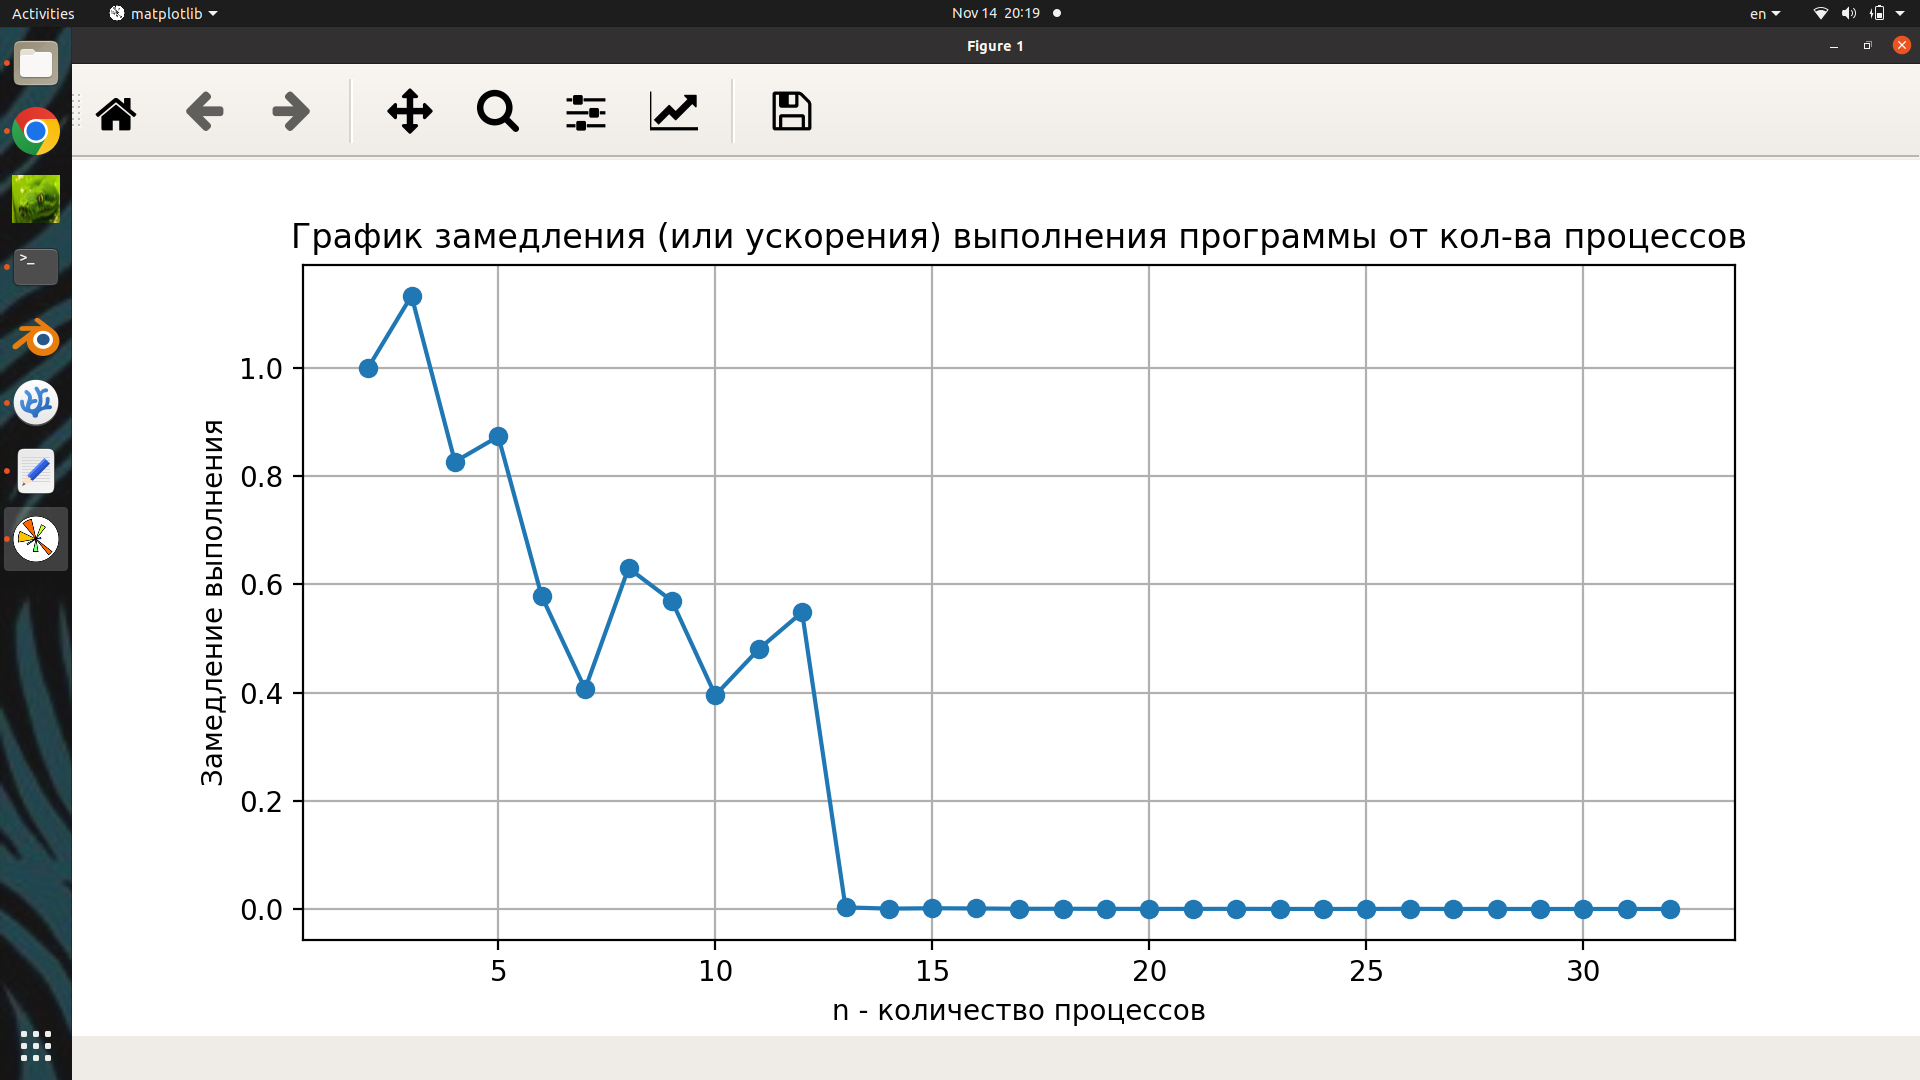 Activities
matplotlib
Nov 14 20:19
en
Figure 1
>_
График замедления (или ускорения) выполнения программы от кол-ва процессов
Замедление выполнения
1.0
0.8
0.6
0.4
0.2
0.0
5 10 15 20 25 30
n - количество процессов